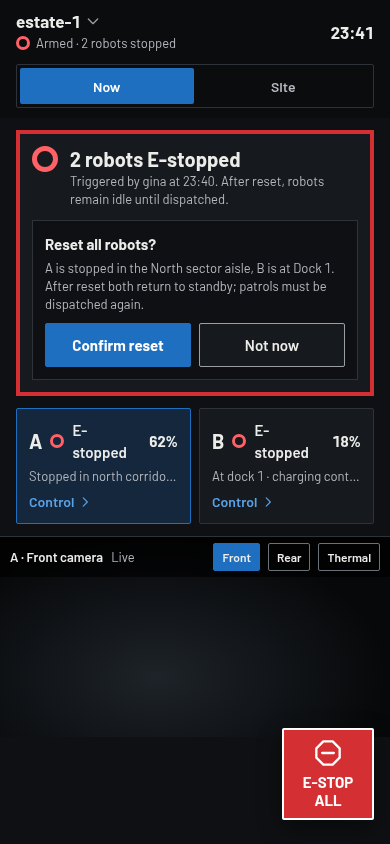 estate-1
Armed · 2 robots stopped
23:41
Now
Site
2 robots E-stopped
Triggered by gina at 23:40. After reset, robots
remain idle until dispatched.
Reset all robots?
A is stopped in the North sector aisle, B is at Dock 1.
After reset both return to standby; patrols must be
dispatched again.
Confirm reset
Not now
A
E-
stopped
62%
Stopped in north corrido...
Control
B
E-
stopped
18%
At dock 1 · charging cont...
Control
A · Front camera Live
Front
Rear
Thermal
E-STOP
ALL